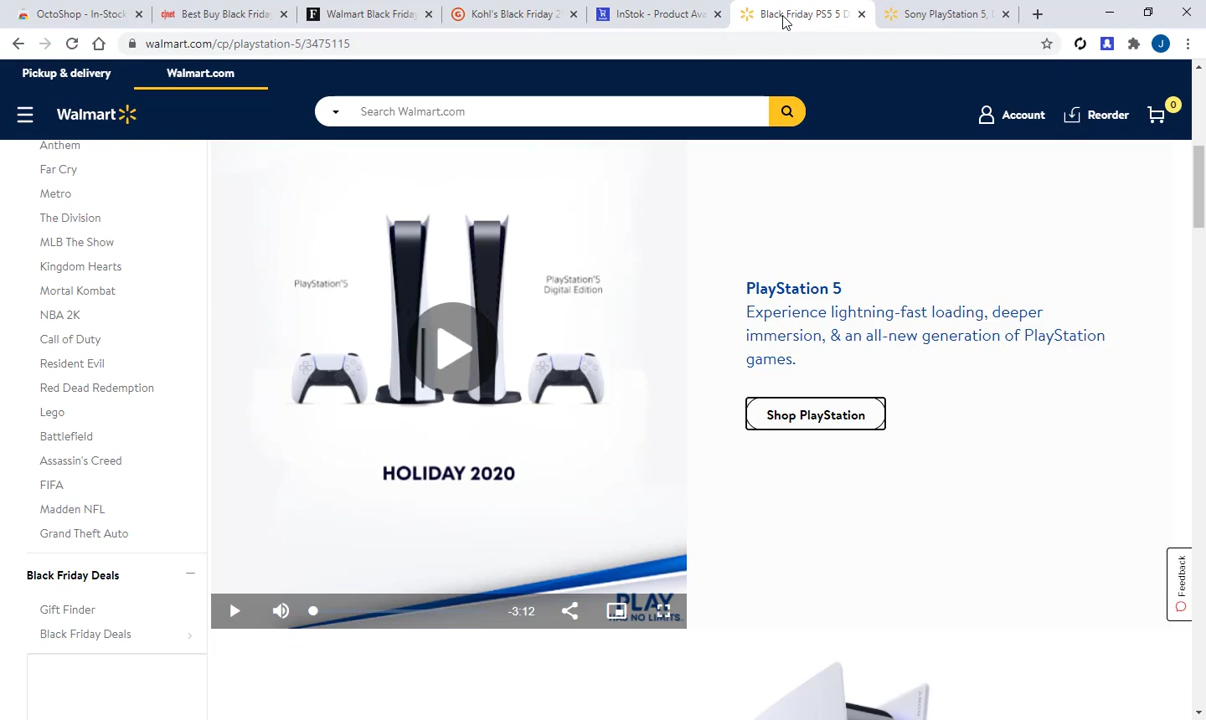 OctoShop - In-Stock
Best Buy Black Friday
Walmart Black Friday
Kohl's Black Friday 2
InStok - Product Ava
Black Friday PS5 5 D
Sony PlayStation 5,
walmart.com/cp/playstation-5/3475115
J
Pickup & delivery
Walmart.com
Walmart
Search Walmart.com
Account
Reorder
0
Anthem
Far Cry
Metro
The Division
MLB The Show
Kingdom Hearts
Mortal Kombat
NBA 2K
Call of Duty
Resident Evil
Red Dead Redemption
Lego
Battlefield
Assassin's Creed
FIFA
Madden NFL
Grand Theft Auto
Black Friday Deals
Gift Finder
Black Friday Deals
PlayStation®5
PlayStation®5
Digital Edition
HOLIDAY 2020
PLAY
HAS NO LIMITS
-3:12
PlayStation 5
Experience lightning-fast loading, deeper
immersion, & an all-new generation of PlayStation
games.
Shop PlayStation
Feedback